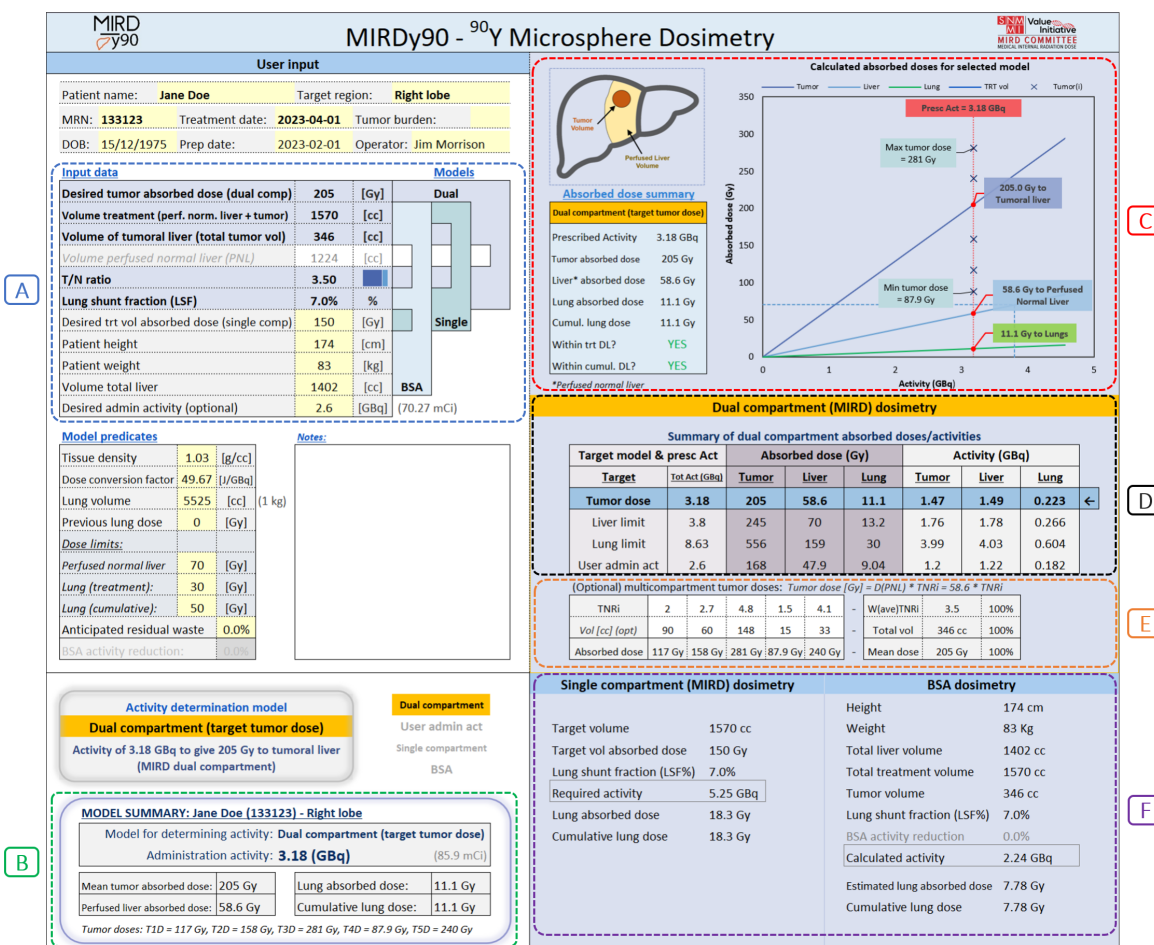 MIRD
y90
MIRDy90 - ⁹⁰Y Microsphere Dosimetry
SNMMI Value Initiative
MIRD COMMITTEE
MEDICAL INTERNAL RADIATION DOSE
User input
Patient name: Jane Doe Target region: Right lobe
MRN: 133123 Treatment date: 2023-04-01 Tumor burden:
DOB: 15/12/1975 Prep date: 2023-02-01 Operator: Jim Morrison
A
Input data Models
Desired tumor absorbed dose (dual comp) 205 [Gy] Dual
Volume treatment (perf. norm. liver + tumor) 1570 [cc]
Volume of tumoral liver (total tumor vol) 346 [cc]
Volume perfused normal liver (PNL) 1224 [cc]
T/N ratio 3.50
Lung shunt fraction (LSF) 7.0% %
Desired trt vol absorbed dose (single comp) 150 [Gy] Single
Patient height 174 [cm]
Patient weight 83 [kg]
Volume total liver 1402 [cc] BSA
Desired admin activity (optional) 2.6 [GBq] (70.27 mCi)
Model predicates
Tissue density 1.03 [g/cc]
Dose conversion factor 49.67 [J/GBq]
Lung volume 5525 [cc] (1 kg)
Previous lung dose 0 [Gy]
Dose limits:
Perfused normal liver 70 [Gy]
Lung (treatment): 30 [Gy]
Lung (cumulative): 50 [Gy]
Anticipated residual waste 0.0%
BSA activity reduction: 0.0%
Notes:
Activity determination model
Dual compartment (target tumor dose)
Activity of 3.18 GBq to give 205 Gy to tumoral liver
(MIRD dual compartment)
Dual compartment
User admin act
Single compartment
BSA
B
MODEL SUMMARY: Jane Doe (133123) - Right lobe
Model for determining activity: Dual compartment (target tumor dose)
Administration activity: 3.18 (GBq) (85.9 mCi)
Mean tumor absorbed dose: 205 Gy Lung absorbed dose: 11.1 Gy
Perfused liver absorbed dose: 58.6 Gy Cumulative lung dose: 11.1 Gy
Tumor doses: T1D = 117 Gy, T2D = 158 Gy, T3D = 281 Gy, T4D = 87.9 Gy, T5D = 240 Gy
C
Tumor
Volume
Perfused Liver
Volume
Absorbed dose summary
Dual compartment (target tumor dose)
Prescribed Activity 3.18 GBq
Tumor absorbed dose 205 Gy
Liver* absorbed dose 58.6 Gy
Lung absorbed dose 11.1 Gy
Cumul. lung dose 11.1 Gy
Within trt DL? YES
Within cumul. DL? YES
*Perfused normal liver
Calculated absorbed doses for selected model
Tumor Liver Lung TRT vol × Tumor(i)
350
300
250
200
150
100
50
0
Absorbed dose (Gy)
Presc Act = 3.18 GBq
Max tumor dose
= 281 Gy
205.0 Gy to
Tumoral liver
Min tumor dose
= 87.9 Gy
58.6 Gy to Perfused
Normal Liver
11.1 Gy to Lungs
0 1 2 3 4 5
Activity (GBq)
D
Dual compartment (MIRD) dosimetry
Summary of dual compartment absorbed doses/activities
Target model & presc Act Absorbed dose (Gy) Activity (GBq)
Target Tot Act (GBq) Tumor Liver Lung Tumor Liver Lung
Tumor dose 3.18 205 58.6 11.1 1.47 1.49 0.223 ←
Liver limit 3.8 245 70 13.2 1.76 1.78 0.266
Lung limit 8.63 556 159 30 3.99 4.03 0.604
User admin act 2.6 168 47.9 9.04 1.2 1.22 0.182
E
(Optional) multicompartment tumor doses: Tumor dose [Gy] = D(PNL) * TNRi = 58.6 * TNRi
TNRi 2 2.7 4.8 1.5 4.1 - W(ave)TNRi 3.5 100%
Vol [cc] (opt) 90 60 148 15 33 - Total vol 346 cc 100%
Absorbed dose 117 Gy 158 Gy 281 Gy 87.9 Gy 240 Gy - Mean dose 205 Gy 100%
F
Single compartment (MIRD) dosimetry
Target volume 1570 cc
Target vol absorbed dose 150 Gy
Lung shunt fraction (LSF%) 7.0%
Required activity 5.25 GBq
Lung absorbed dose 18.3 Gy
Cumulative lung dose 18.3 Gy
BSA dosimetry
Height 174 cm
Weight 83 Kg
Total liver volume 1402 cc
Total treatment volume 1570 cc
Tumor volume 346 cc
Lung shunt fraction (LSF%) 7.0%
BSA activity reduction 0.0%
Calculated activity 2.24 GBq
Estimated lung absorbed dose 7.78 Gy
Cumulative lung dose 7.78 Gy